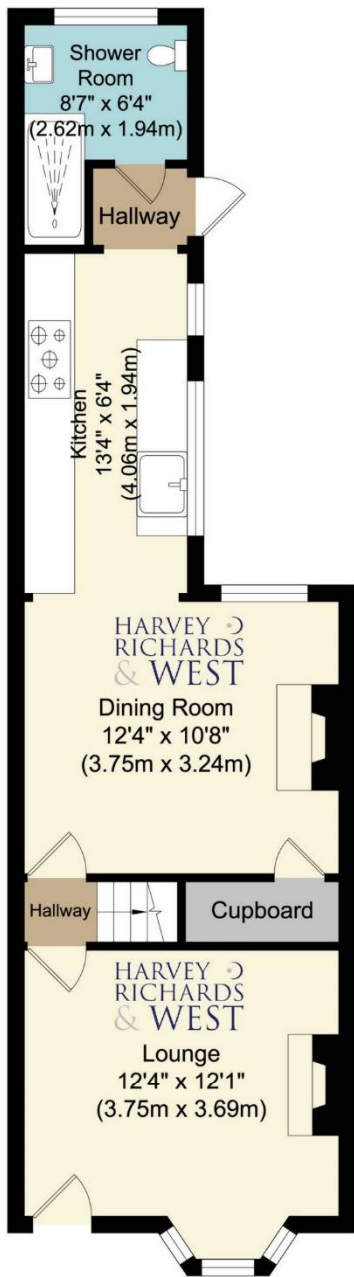 Shower
Room
8'7" x 6'4"
(2.62m x 1.94m)
Hallway
Kitchen
13'4" x 6'4"
(4.06m x 1.94m)
HARVEY
RICHARDS
& WEST
Dining Room
12'4" x 10'8"
(3.75m x 3.24m)
Hallway
Cupboard
HARVEY
RICHARDS
& WEST
Lounge
12'4" x 12'1"
(3.75m x 3.69m)